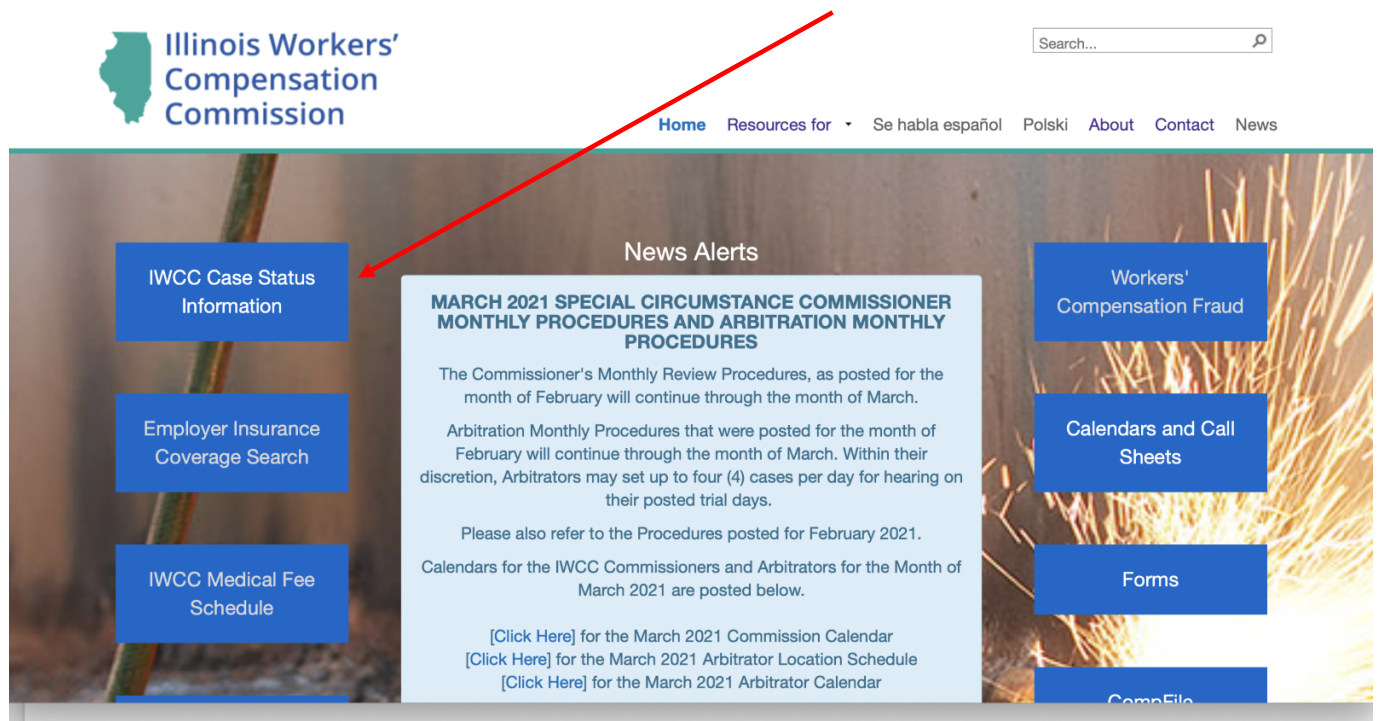 Illinois Workers'
Compensation
Commission
Search...
Home Resources for Se habla español Polski About Contact News
IWCC Case Status
Information
Employer Insurance
Coverage Search
IWCC Medical Fee
Schedule
News Alerts
MARCH 2021 SPECIAL CIRCUMSTANCE COMMISSIONER
MONTHLY PROCEDURES AND ARBITRATION MONTHLY
PROCEDURES
The Commissioner's Monthly Review Procedures, as posted for the
month of February will continue through the month of March.
Arbitration Monthly Procedures that were posted for the month of
February will continue through the month of March. Within their
discretion, Arbitrators may set up to four (4) cases per day for hearing on
their posted trial days.
Please also refer to the Procedures posted for February 2021.
Calendars for the IWCC Commissioners and Arbitrators for the Month of
March 2021 are posted below.
[Click Here] for the March 2021 Commission Calendar
[Click Here] for the March 2021 Arbitrator Location Schedule
[Click Here] for the March 2021 Arbitrator Calendar
Workers'
Compensation Fraud
Calendars and Call
Sheets
Forms
CompFile